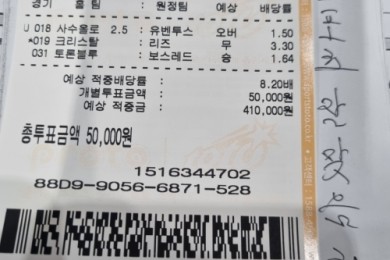 경기 홈 팀 : 원정팀 예상 배당률
U 018 사수올로 2.5 : 유벤투스 오버 1.50
*019 크리스탈 : 리즈 무 3.30
031 토론블루 : 보스레드 승 1.64
예상 적중배당률 : 8.20배
개별투표금액 : 50,000원
예상 적중금 : 410,000원
총투표금액 50,000원
1516344702
88D9-9056-6871-528